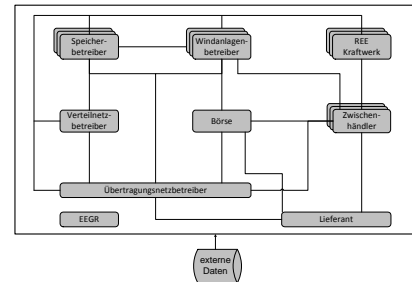 Speicher-
betreiber
Windanlagen-
betreiber
REE
Kraftwerk
Verteilnetz-
betreiber
Börse
Zwischen-
händler
Übertragungsnetzbetreiber
EEGR
Lieferant
externe
Daten